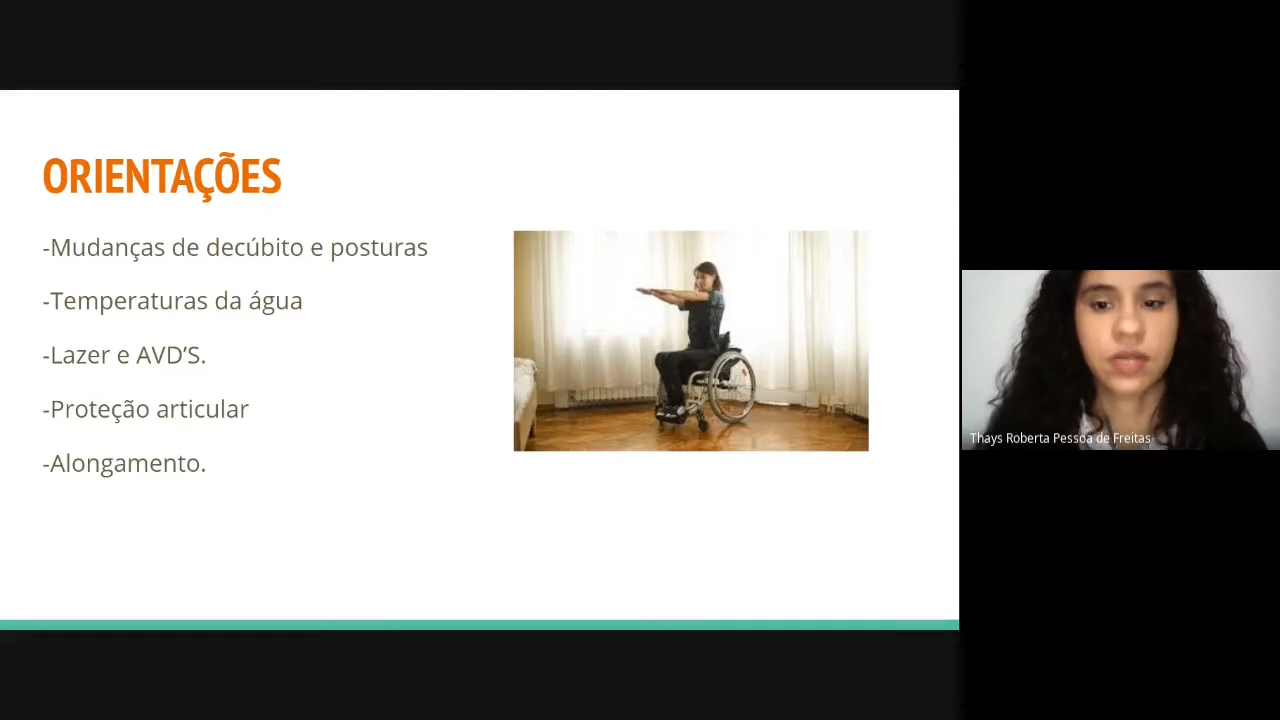 ORIENTAÇÕES
-Mudanças de decúbito e posturas
-Temperaturas da água
-Lazer e AVD’S.
-Proteção articular
-Alongamento.
Thays Roberta Pessoa de Freitas